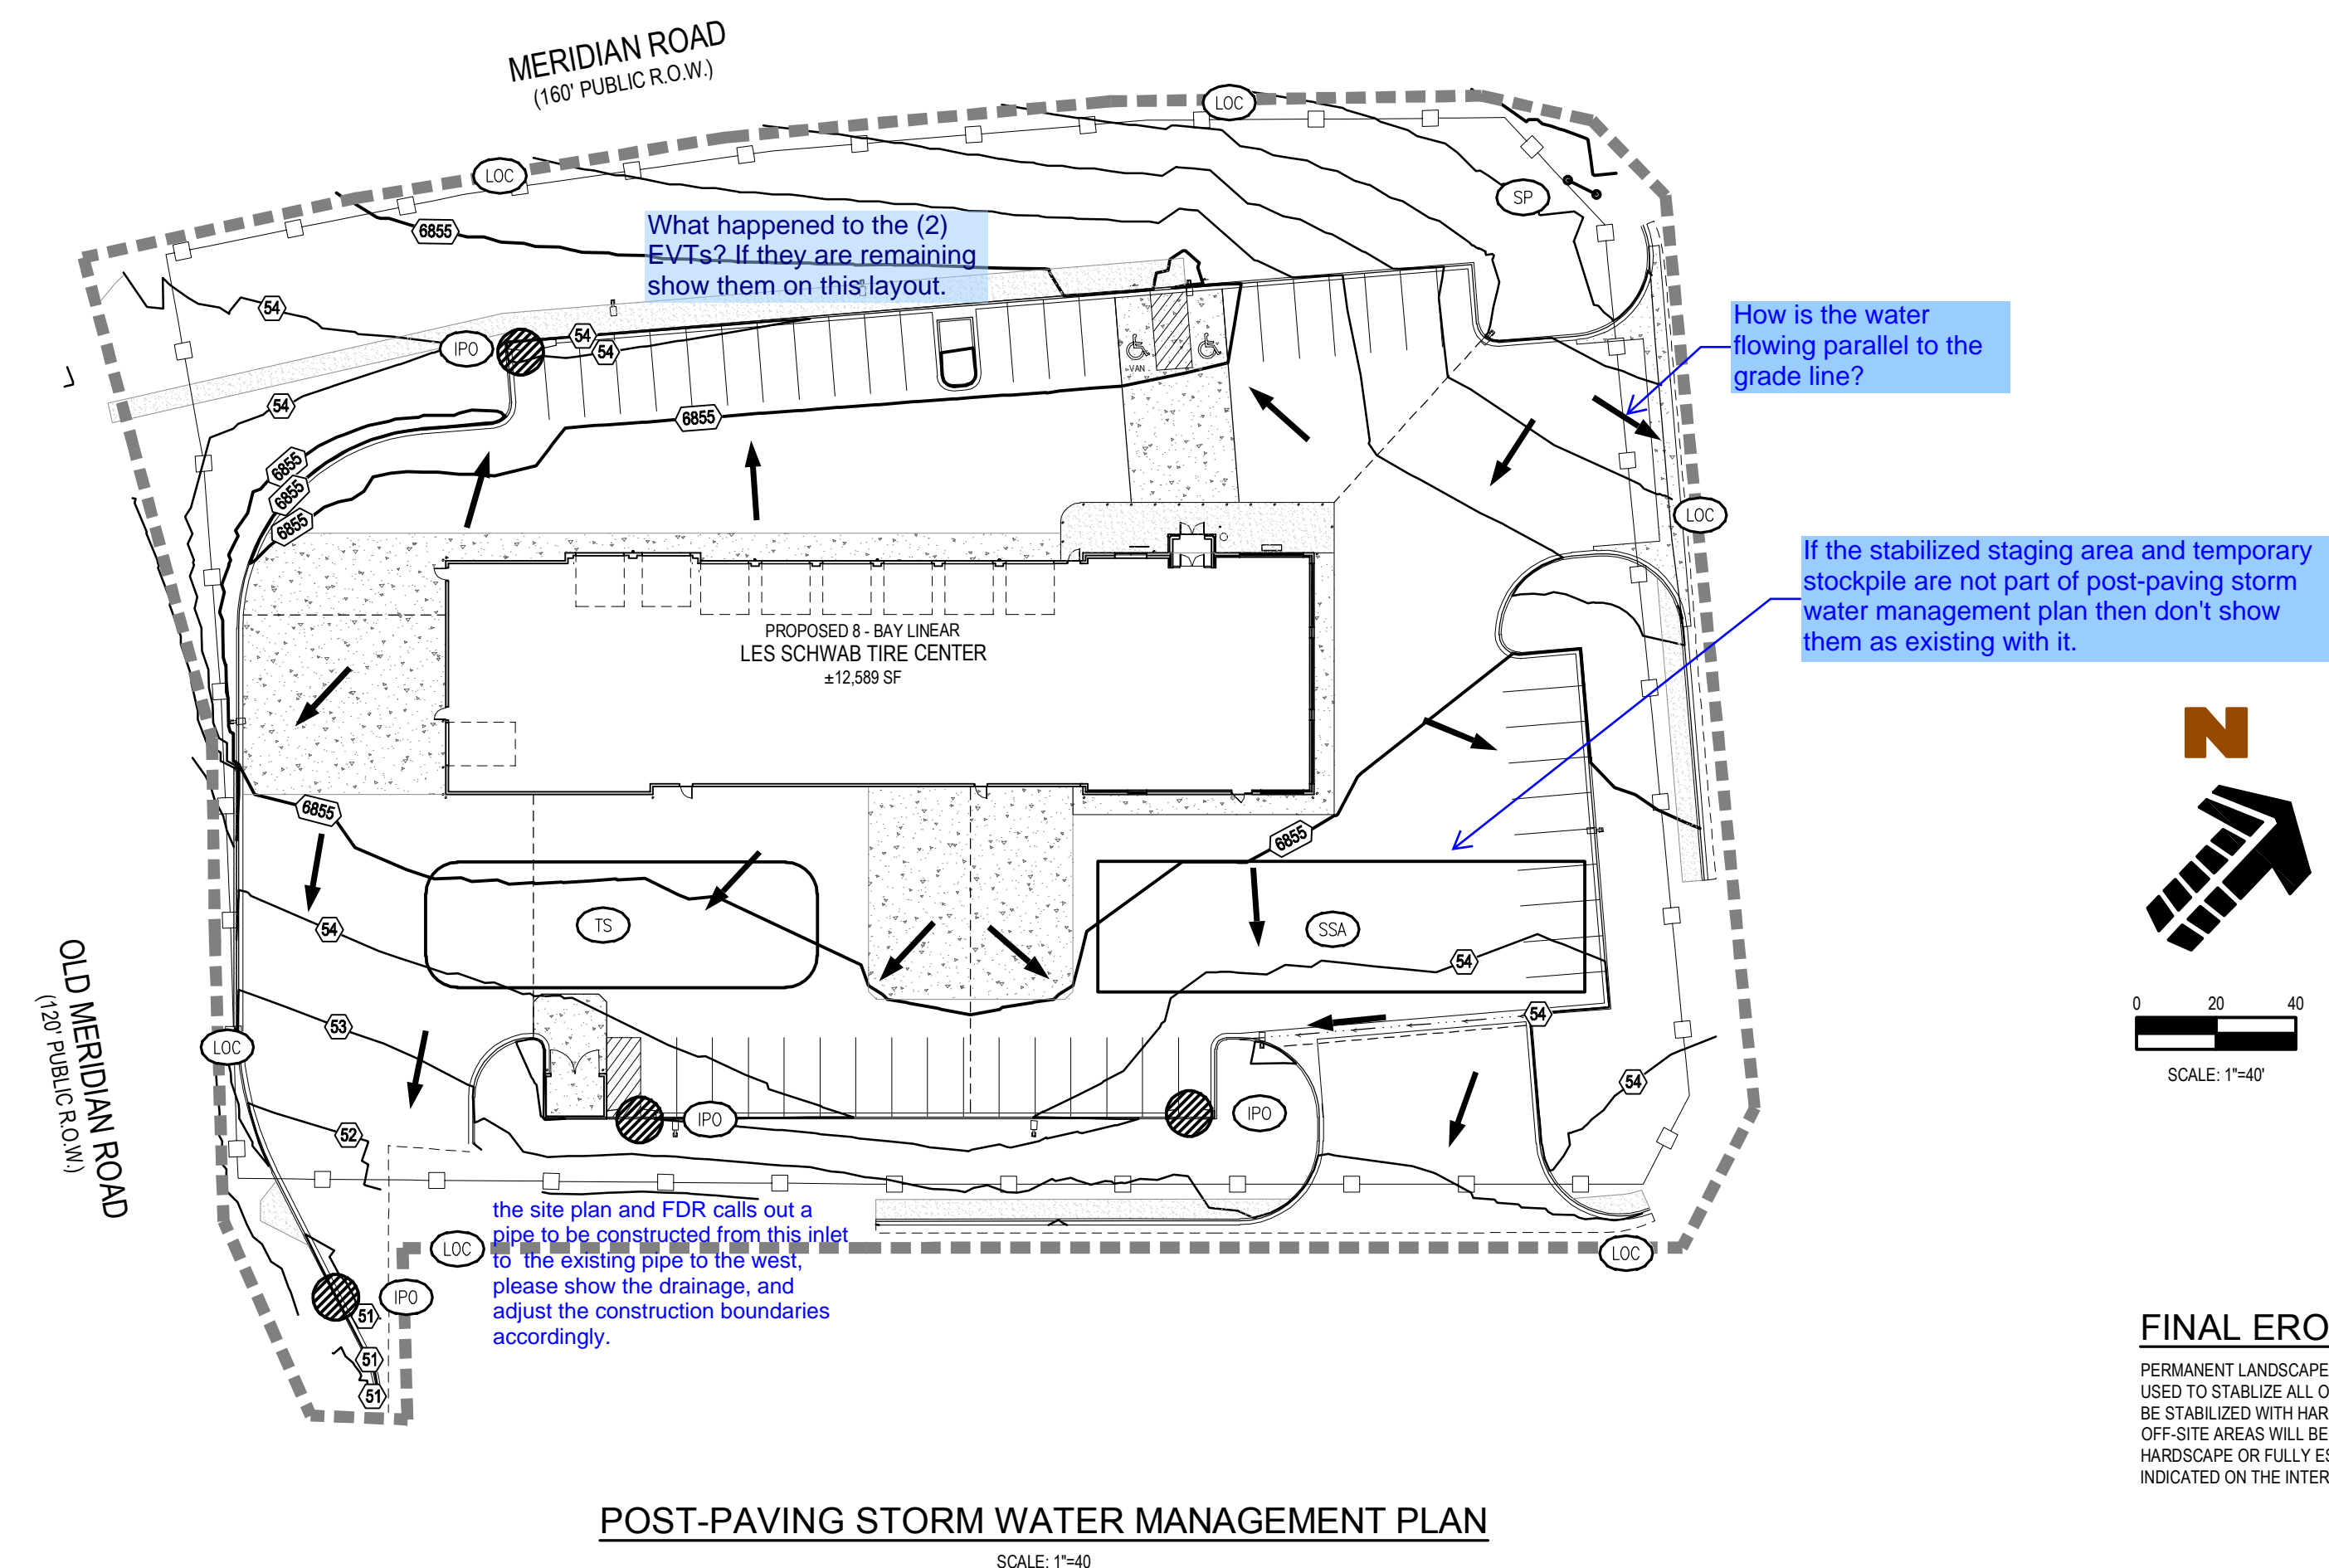 MERIDIAN ROAD
(160' PUBLIC R.O.W.)
LOC
LOC
SP
6855
What happened to the (2)
EVTs? If they are remaining
show them on this layout.
54
IPO
54
54
How is the water
flowing parallel to the
grade line?
VAN
54
6855
6855
6855
6855
LOC
If the stabilized staging area and temporary
stockpile are not part of post-paving storm
water management plan then don't show
them as existing with it.
PROPOSED 8 - BAY LINEAR
LES SCHWAB TIRE CENTER
±12,589 SF
N
6855
6855
TS
SSA
54
54
OLD MERIDIAN ROAD
(120' PUBLIC R.O.W.)
0 20 40
SCALE: 1"=40'
53
54
LOC
54
52
IPO
IPO
the site plan and FDR calls out a
pipe to be constructed from this inlet
to the existing pipe to the west,
please show the drainage, and
adjust the construction boundaries
accordingly.
LOC
LOC
IPO
51
51
51
FINAL ERO
PERMANENT LANDSCAPE
USED TO STABLIZE ALL O
BE STABILIZED WITH HAR
OFF-SITE AREAS WILL BE
HARDSCAPE OR FULLY ES
INDICATED ON THE INTER
POST-PAVING STORM WATER MANAGEMENT PLAN
SCALE: 1"=40